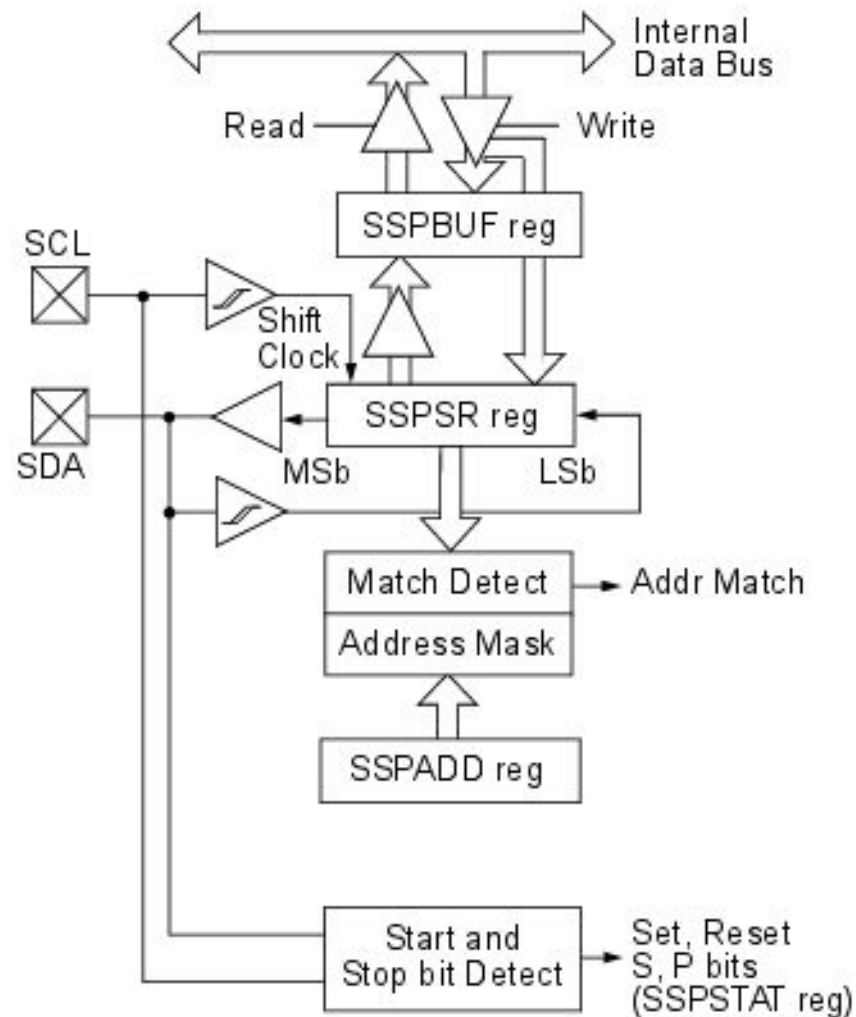 Internal
Data Bus
Read
Write
SSPBUF reg
SCL
Shift
Clock
SSPSR reg
SDA
MSb
LSb
Match Detect
Addr Match
Address Mask
SSPADD reg
Start and
Stop bit Detect
Set, Reset
S, P bits
(SSPSTAT reg)